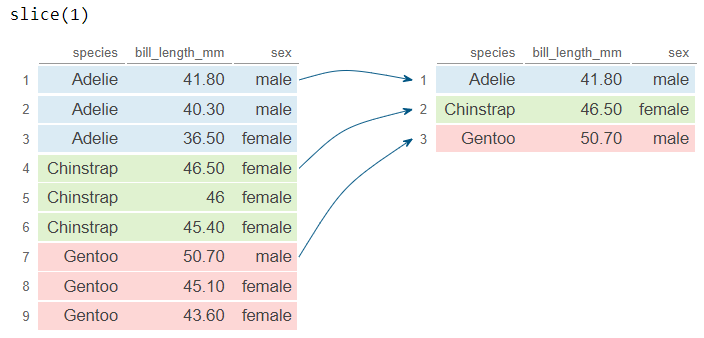 slice(1)
species bill_length_mm sex species bill_length_mm sex
1 Adelie 41.80 male 1 Adelie 41.80 male
2 Adelie 40.30 male 2 Chinstrap 46.50 female
3 Adelie 36.50 female 3 Gentoo 50.70 male
4 Chinstrap 46.50 female
5 Chinstrap 46 female
6 Chinstrap 45.40 female
7 Gentoo 50.70 male
8 Gentoo 45.10 female
9 Gentoo 43.60 female